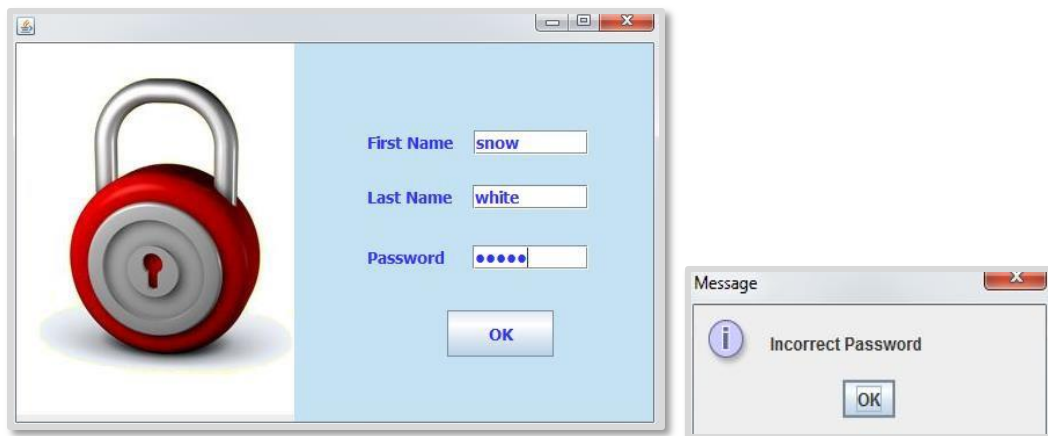 First Name snow
Last Name white
Password •••••
OK
Message
Incorrect Password
OK